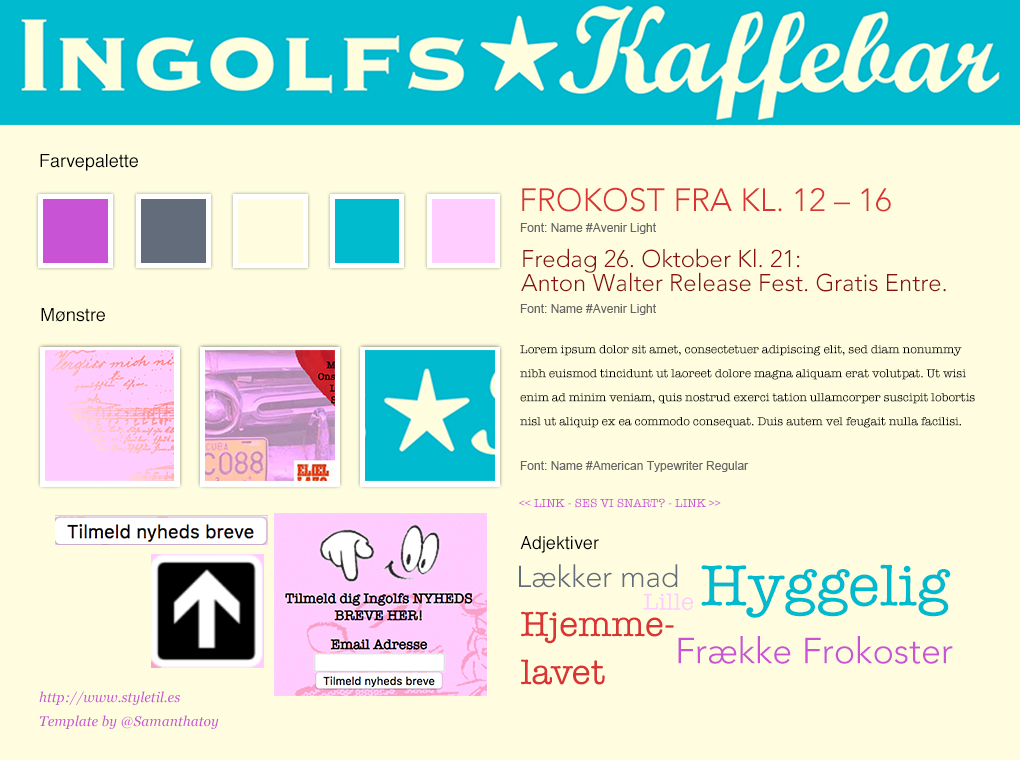 INGOLFS★Kaffebar
Farvepalette
FROKOST FRA KL. 12 – 16
Font: Name #Avenir Light
Fredag 26. Oktober Kl. 21:
Anton Walter Release Fest. Gratis Entre.
Font: Name #Avenir Light
Mønstre
M
Ons
L
CUBA
C088
ELIEL
LAZO
Lorem ipsum dolor sit amet, consectetuer adipiscing elit, sed diam nonummy
nibh euismod tincidunt ut laoreet dolore magna aliquam erat volutpat. Ut wisi
enim ad minim veniam, quis nostrud exerci tation ullamcorper suscipit lobortis
nisl ut aliquip ex ea commodo consequat. Duis autem vel feugait nulla facilisi.
Font: Name #American Typewriter Regular
<< LINK - SES VI SNART? - LINK >>
Tilmeld nyheds breve
Tilmeld dig Ingolfs NYHEDS
BREVE HER!
Email Adresse
Tilmeld nyheds breve
Adjektiver
Lækker mad
Lille
Hyggelig
Hjemme-
lavet
Frække Frokoster
http://www.styletil.es
Template by @Samanthatoy